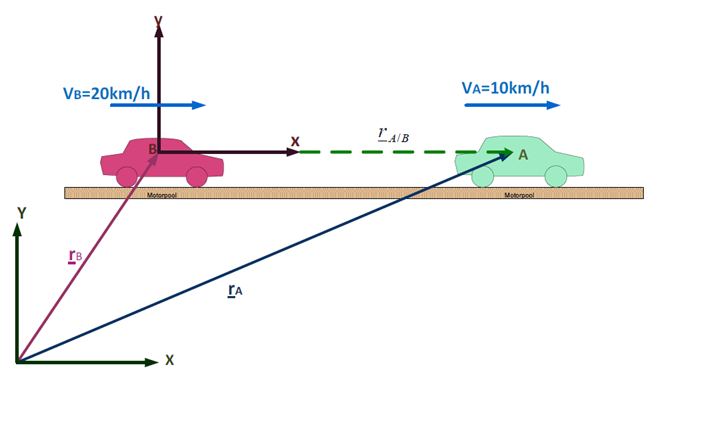 y
VB=20km/h
VA=10km/h
B
x
r A/B
A
Motorpool
Motorpool
Y
rB
rA
X